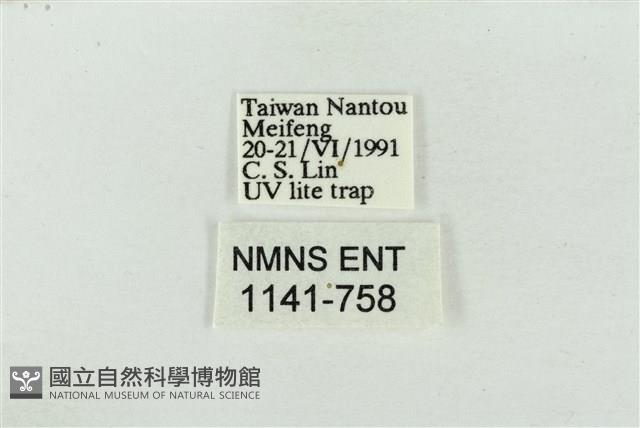 Taiwan Nantou
Meifeng
20-21/VI/1991
C. S. Lin
UV lite trap
NMNS ENT
1141-758
國立自然科學博物館
NATIONAL MUSEUM OF NATURAL SCIENCE